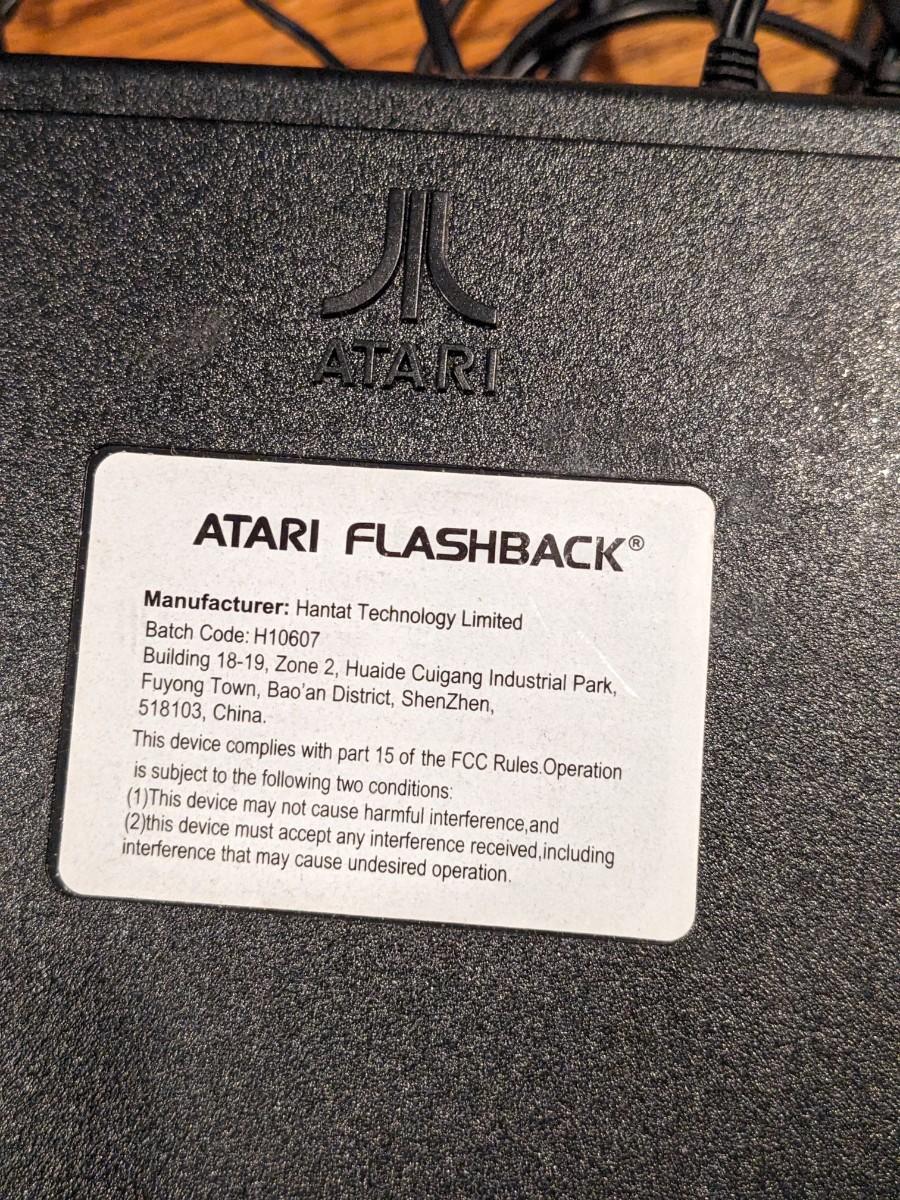 ATARI
ATARI FLASHBACK®
Manufacturer: Hantat Technology Limited
Batch Code: H10607
Building 18-19, Zone 2, Huaide Cuigang Industrial Park,
Fuyong Town, Bao'an District, ShenZhen,
518103, China.
This device complies with part 15 of the FCC Rules.Operation
is subject to the following two conditions:
(1)This device may not cause harmful interference,and
(2)this device must accept any interference received,including
interference that may cause undesired operation.